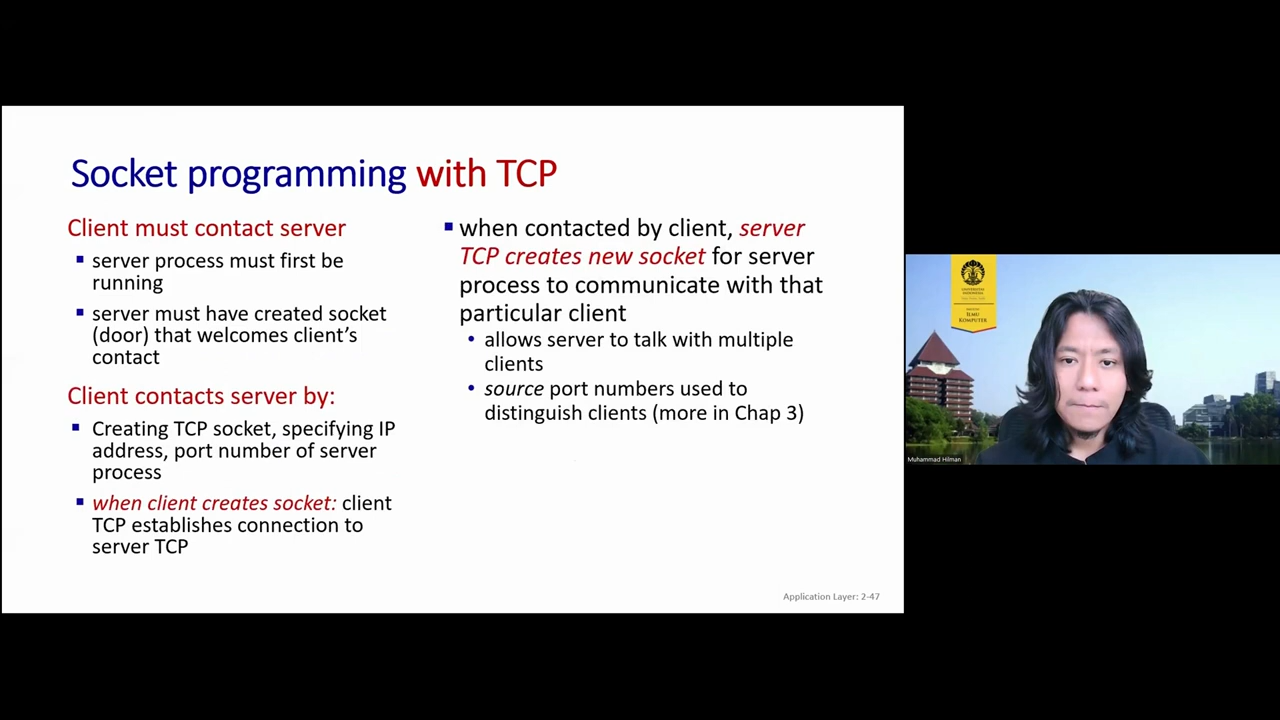 Socket programming with TCP
Client must contact server
▪ server process must first be
running
▪ server must have created socket
(door) that welcomes client's
contact
Client contacts server by:
▪ Creating TCP socket, specifying IP
address, port number of server
process
▪ when client creates socket: client
TCP establishes connection to
server TCP
▪ when contacted by client, server
TCP creates new socket for server
process to communicate with that
particular client
• allows server to talk with multiple
clients
• source port numbers used to
distinguish clients (more in Chap 3)
Application Layer: 2-47
UNIVERSITAS
INDONESIA
ILMU
KOMPUTER
Muhammad Hilman